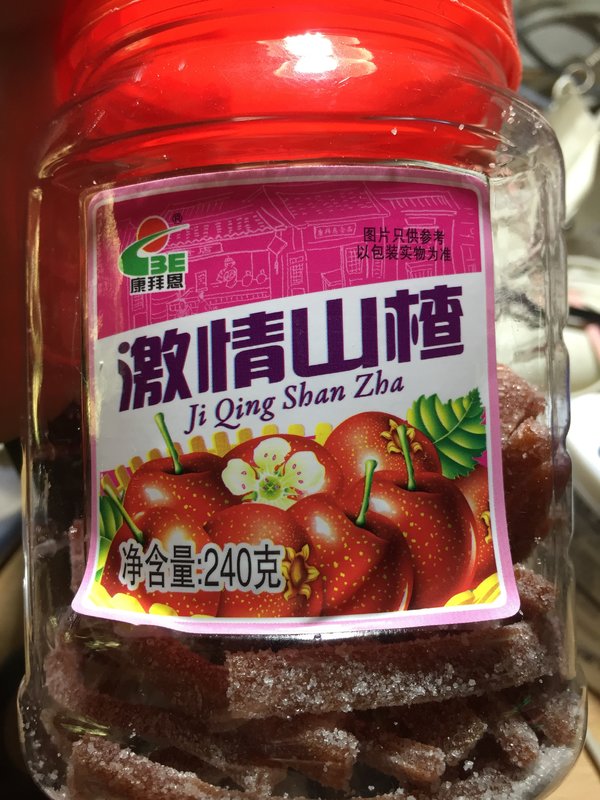 ®
3E
康拜恩
图片只供参考
以包装实物为准
激情山楂
Ji Qing Shan Zha
净含量:240克